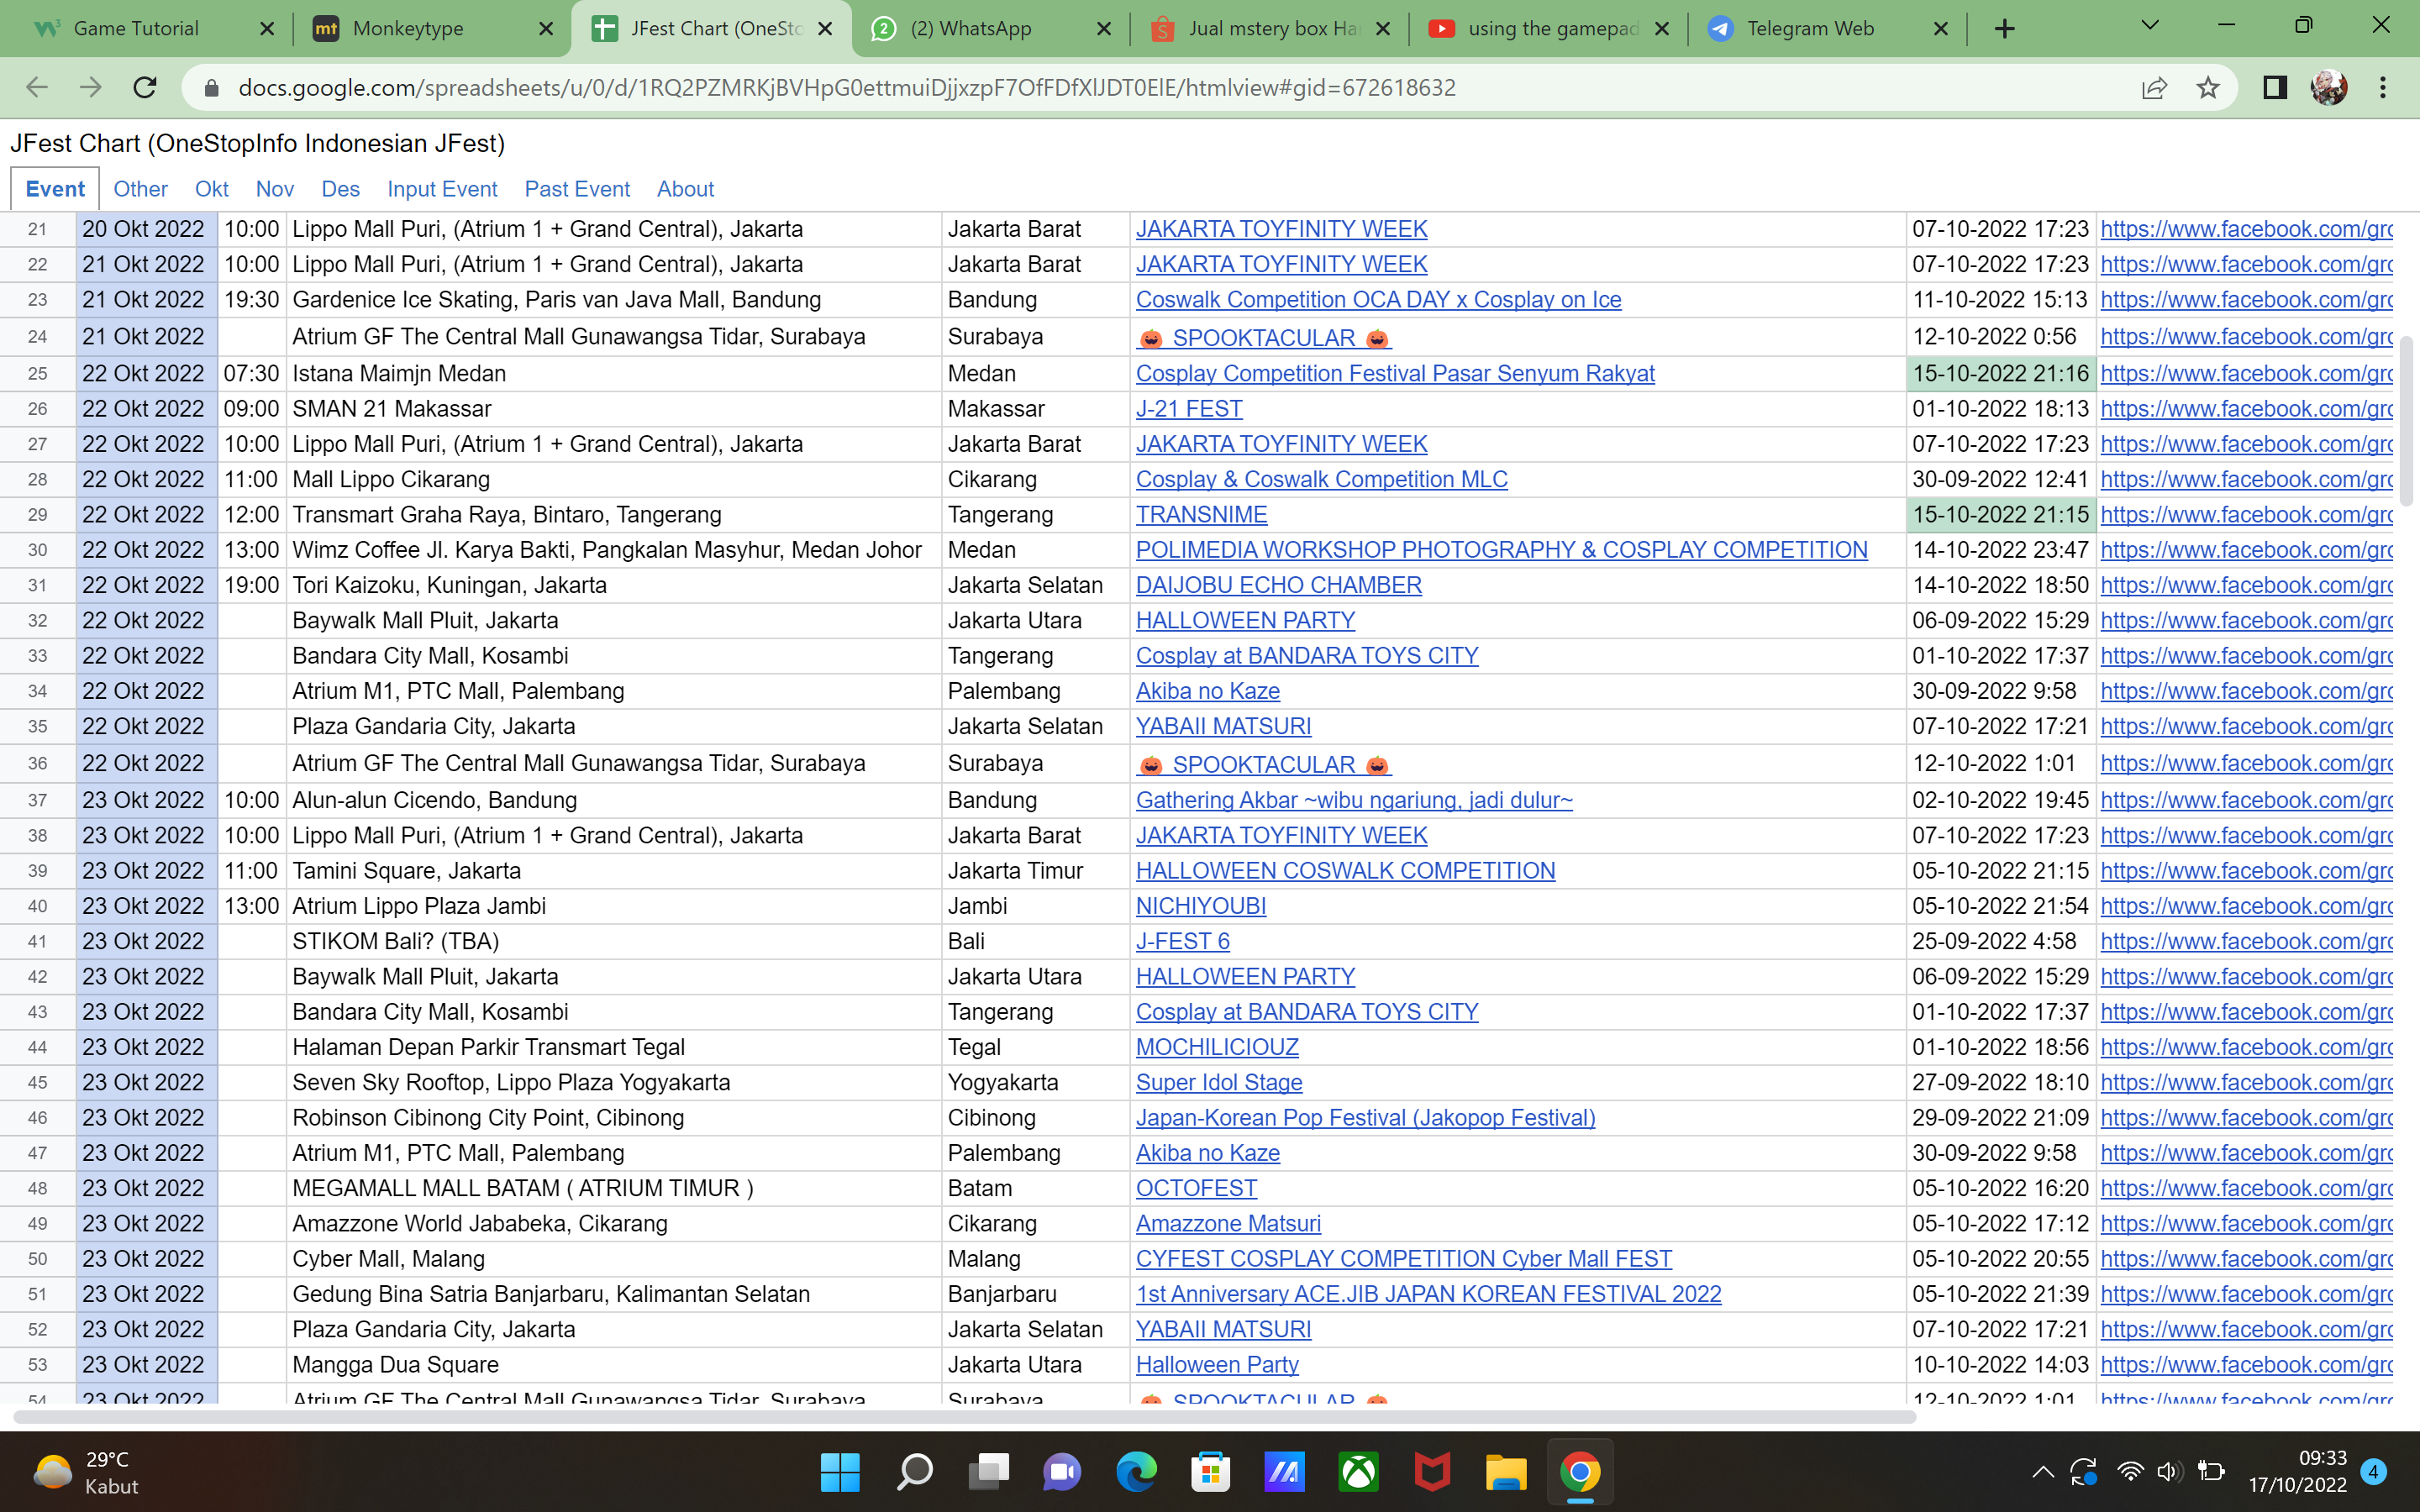 Game Tutorial
mt Monkeytype
JFest Chart (OneSto
2 (2) WhatsApp
Jual mstery box Ha
using the gamepad
Telegram Web
docs.google.com/spreadsheets/u/0/d/1RQ2PZMRKjBVHpG0ettmuiDjjxzpF7OfFDfXlJDT0ElE/htmlview#gid=672618632
JFest Chart (OneStopInfo Indonesian JFest)
Event Other Okt Nov Des Input Event Past Event About
21 20 Okt 2022 10:00 Lippo Mall Puri, (Atrium 1 + Grand Central), Jakarta Jakarta Barat JAKARTA TOYFINITY WEEK 07-10-2022 17:23 https://www.facebook.com/gro
22 21 Okt 2022 10:00 Lippo Mall Puri, (Atrium 1 + Grand Central), Jakarta Jakarta Barat JAKARTA TOYFINITY WEEK 07-10-2022 17:23 https://www.facebook.com/gro
23 21 Okt 2022 19:30 Gardenice Ice Skating, Paris van Java Mall, Bandung Bandung Coswalk Competition OCA DAY x Cosplay on Ice 11-10-2022 15:13 https://www.facebook.com/gro
24 21 Okt 2022 Atrium GF The Central Mall Gunawangsa Tidar, Surabaya Surabaya 🎃 SPOOKTACULAR 🎃 12-10-2022 0:56 https://www.facebook.com/gro
25 22 Okt 2022 07:30 Istana Maimjn Medan Medan Cosplay Competition Festival Pasar Senyum Rakyat 15-10-2022 21:16 https://www.facebook.com/gro
26 22 Okt 2022 09:00 SMAN 21 Makassar Makassar J-21 FEST 01-10-2022 18:13 https://www.facebook.com/gro
27 22 Okt 2022 10:00 Lippo Mall Puri, (Atrium 1 + Grand Central), Jakarta Jakarta Barat JAKARTA TOYFINITY WEEK 07-10-2022 17:23 https://www.facebook.com/gro
28 22 Okt 2022 11:00 Mall Lippo Cikarang Cikarang Cosplay & Coswalk Competition MLC 30-09-2022 12:41 https://www.facebook.com/gro
29 22 Okt 2022 12:00 Transmart Graha Raya, Bintaro, Tangerang Tangerang TRANSNIME 15-10-2022 21:15 https://www.facebook.com/gro
30 22 Okt 2022 13:00 Wimz Coffee Jl. Karya Bakti, Pangkalan Masyhur, Medan Johor Medan POLIMEDIA WORKSHOP PHOTOGRAPHY & COSPLAY COMPETITION 14-10-2022 23:47 https://www.facebook.com/gro
31 22 Okt 2022 19:00 Tori Kaizoku, Kuningan, Jakarta Jakarta Selatan DAIJOBU ECHO CHAMBER 14-10-2022 18:50 https://www.facebook.com/gro
32 22 Okt 2022 Baywalk Mall Pluit, Jakarta Jakarta Utara HALLOWEEN PARTY 06-09-2022 15:29 https://www.facebook.com/gro
33 22 Okt 2022 Bandara City Mall, Kosambi Tangerang Cosplay at BANDARA TOYS CITY 01-10-2022 17:37 https://www.facebook.com/gro
34 22 Okt 2022 Atrium M1, PTC Mall, Palembang Palembang Akiba no Kaze 30-09-2022 9:58 https://www.facebook.com/gro
35 22 Okt 2022 Plaza Gandaria City, Jakarta Jakarta Selatan YABAII MATSURI 07-10-2022 17:21 https://www.facebook.com/gro
36 22 Okt 2022 Atrium GF The Central Mall Gunawangsa Tidar, Surabaya Surabaya 🎃 SPOOKTACULAR 🎃 12-10-2022 1:01 https://www.facebook.com/gro
37 23 Okt 2022 10:00 Alun-alun Cicendo, Bandung Bandung Gathering Akbar ~wibu ngariung, jadi dulur~ 02-10-2022 19:45 https://www.facebook.com/gro
38 23 Okt 2022 10:00 Lippo Mall Puri, (Atrium 1 + Grand Central), Jakarta Jakarta Barat JAKARTA TOYFINITY WEEK 07-10-2022 17:23 https://www.facebook.com/gro
39 23 Okt 2022 11:00 Tamini Square, Jakarta Jakarta Timur HALLOWEEN COSWALK COMPETITION 05-10-2022 21:15 https://www.facebook.com/gro
40 23 Okt 2022 13:00 Atrium Lippo Plaza Jambi Jambi NICHIYOUBI 05-10-2022 21:54 https://www.facebook.com/gro
41 23 Okt 2022 STIKOM Bali? (TBA) Bali J-FEST 6 25-09-2022 4:58 https://www.facebook.com/gro
42 23 Okt 2022 Baywalk Mall Pluit, Jakarta Jakarta Utara HALLOWEEN PARTY 06-09-2022 15:29 https://www.facebook.com/gro
43 23 Okt 2022 Bandara City Mall, Kosambi Tangerang Cosplay at BANDARA TOYS CITY 01-10-2022 17:37 https://www.facebook.com/gro
44 23 Okt 2022 Halaman Depan Parkir Transmart Tegal Tegal MOCHILICIOUZ 01-10-2022 18:56 https://www.facebook.com/gro
45 23 Okt 2022 Seven Sky Rooftop, Lippo Plaza Yogyakarta Yogyakarta Super Idol Stage 27-09-2022 18:10 https://www.facebook.com/gro
46 23 Okt 2022 Robinson Cibinong City Point, Cibinong Cibinong Japan-Korean Pop Festival (Jakopop Festival) 29-09-2022 21:09 https://www.facebook.com/gro
47 23 Okt 2022 Atrium M1, PTC Mall, Palembang Palembang Akiba no Kaze 30-09-2022 9:58 https://www.facebook.com/gro
48 23 Okt 2022 MEGAMALL MALL BATAM ( ATRIUM TIMUR ) Batam OCTOFEST 05-10-2022 16:20 https://www.facebook.com/gro
49 23 Okt 2022 Amazzone World Jababeka, Cikarang Cikarang Amazzone Matsuri 05-10-2022 17:12 https://www.facebook.com/gro
50 23 Okt 2022 Cyber Mall, Malang Malang CYFEST COSPLAY COMPETITION Cyber Mall FEST 05-10-2022 20:55 https://www.facebook.com/gro
51 23 Okt 2022 Gedung Bina Satria Banjarbaru, Kalimantan Selatan Banjarbaru 1st Anniversary ACE.JIB JAPAN KOREAN FESTIVAL 2022 05-10-2022 21:39 https://www.facebook.com/gro
52 23 Okt 2022 Plaza Gandaria City, Jakarta Jakarta Selatan YABAII MATSURI 07-10-2022 17:21 https://www.facebook.com/gro
53 23 Okt 2022 Mangga Dua Square Jakarta Utara Halloween Party 10-10-2022 14:03 https://www.facebook.com/gro
54 23 Okt 2022 Atrium GF The Central Mall Gunawangsa Tidar, Surabaya Surabaya 🎃 SPOOKTACULAR 🎃 12-10-2022 1:01 https://www.facebook.com/gro
29°C
Kabut
09:33
17/10/2022
4